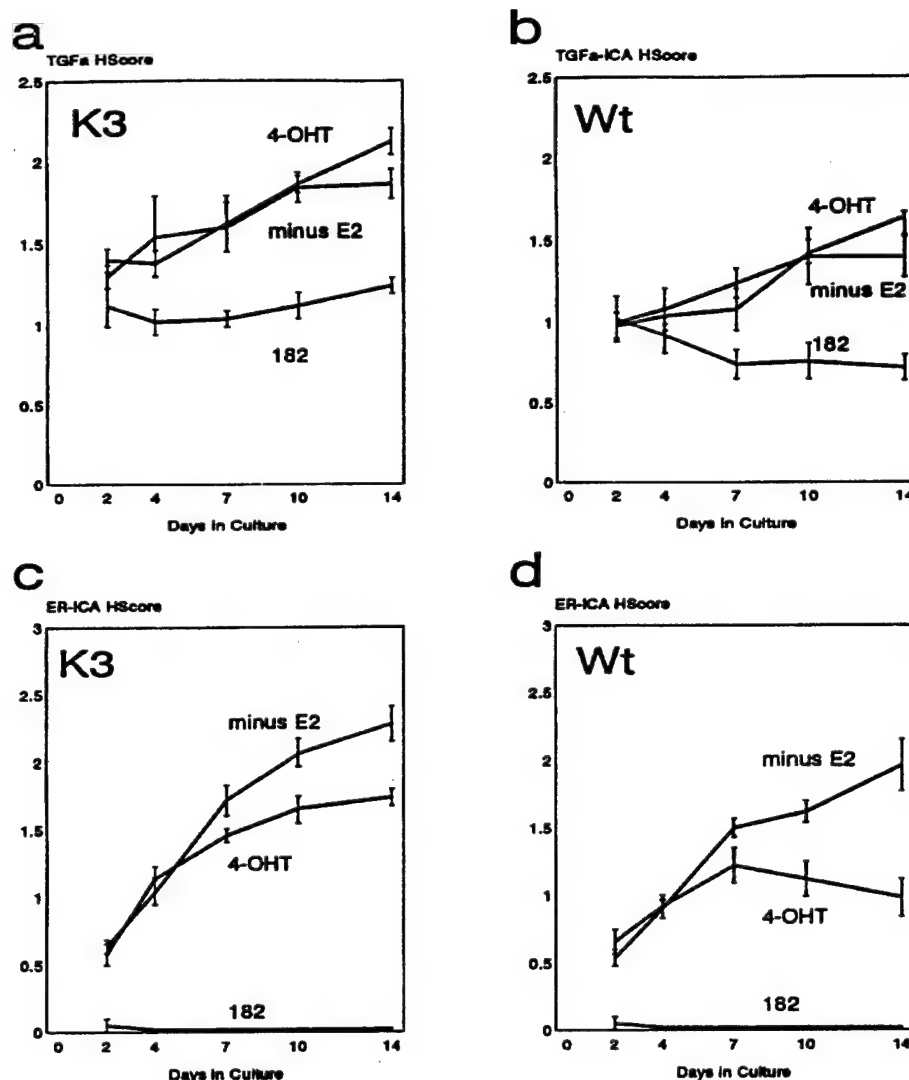 a
TGFa HScore
2.5
K3
4-OHT
2
minus E2
1.5
1
182
0.5
0
0 2 4 7 10 14
Days in Culture
b
TGFa-ICA HScore
2.5
Wt
2
4-OHT
1.5
minus E2
1
182
0.5
0
0 2 4 7 10 14
Days in Culture
c
ER-ICA HScore
3
K3
2.5
minus E2
2
1.5
4-OHT
1
0.5
182
0
0 2 4 7 10 14
Days in Culture
d
ER-ICA HScore
3
Wt
2.5
minus E2
2
1.5
1
4-OHT
0.5
182
0
0 2 4 7 10 14
Days in Culture